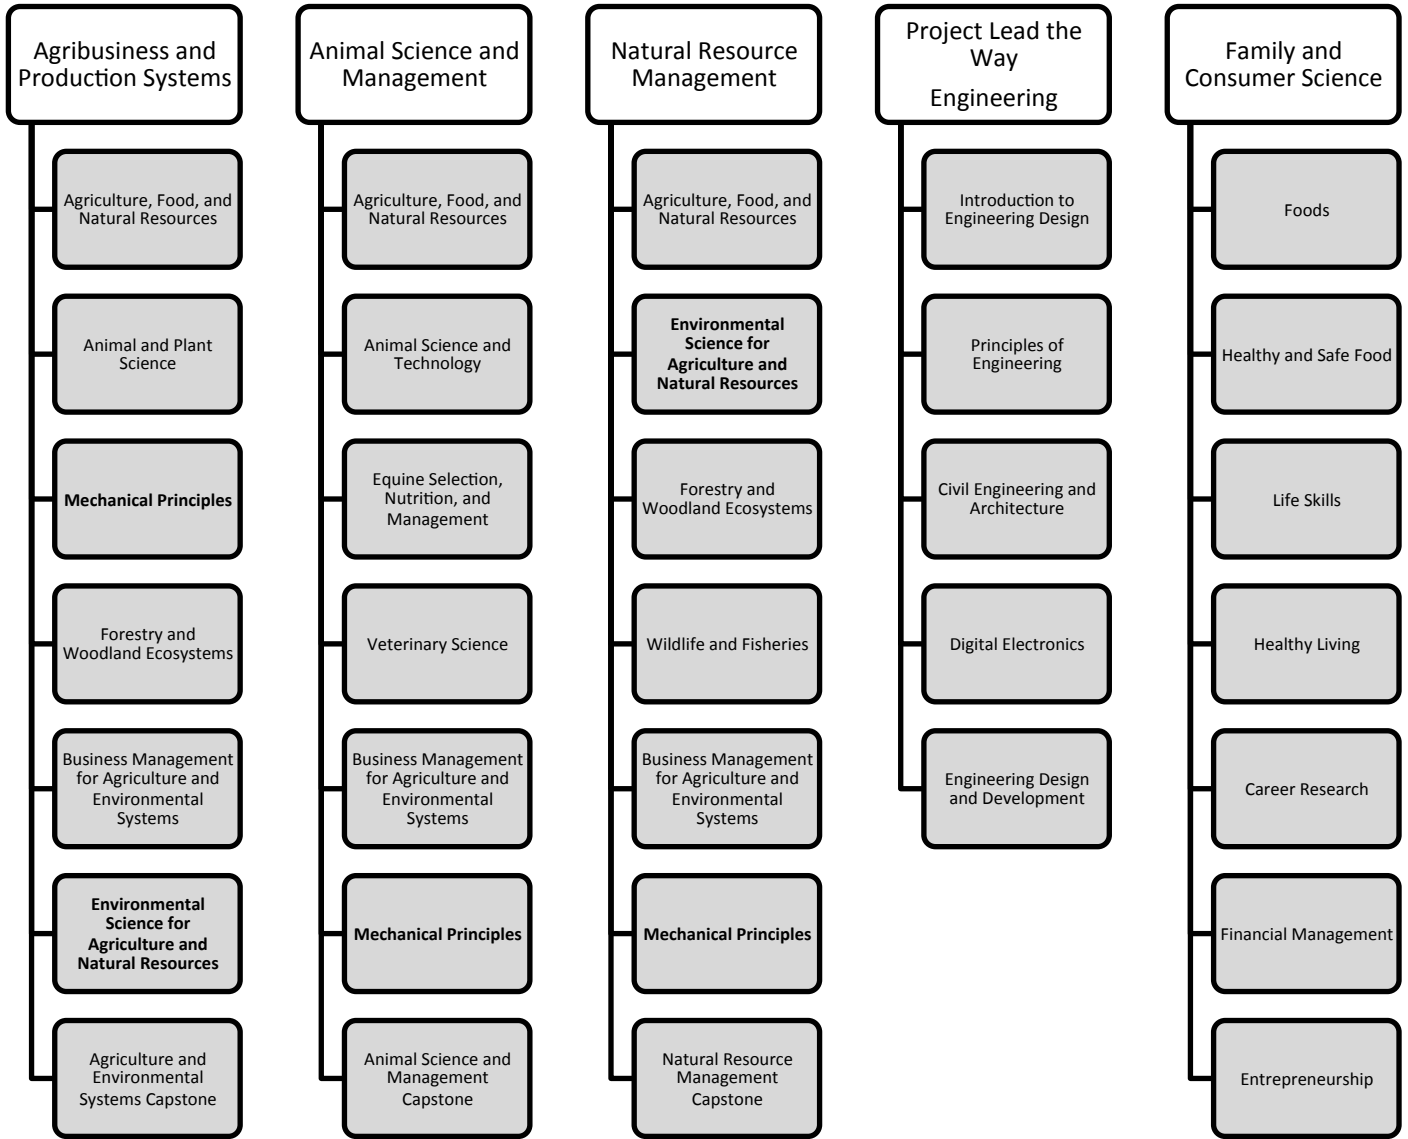 Agribusiness and
Production Systems
Agriculture, Food, and
Natural Resources
Animal and Plant
Science
Mechanical Principles
Forestry and
Woodland Ecosystems
Business Management
for Agriculture and
Environmental
Systems
Environmental
Science for
Agriculture and
Natural Resources
Agriculture and
Environmental
Systems Capstone
Animal Science and
Management
Agriculture, Food, and
Natural Resources
Animal Science and
Technology
Equine Selection,
Nutrition, and
Management
Veterinary Science
Business Management
for Agriculture and
Environmental
Systems
Mechanical Principles
Animal Science and
Management
Capstone
Natural Resource
Management
Agriculture, Food, and
Natural Resources
Environmental
Science for
Agriculture and
Natural Resources
Forestry and
Woodland Ecosystems
Wildlife and Fisheries
Business Management
for Agriculture and
Environmental
Systems
Mechanical Principles
Natural Resource
Management
Capstone
Project Lead the
Way
Engineering
Introduction to
Engineering Design
Principles of
Engineering
Civil Engineering and
Architecture
Digital Electronics
Engineering Design
and Development
Family and
Consumer Science
Foods
Healthy and Safe Food
Life Skills
Healthy Living
Career Research
Financial Management
Entrepreneurship